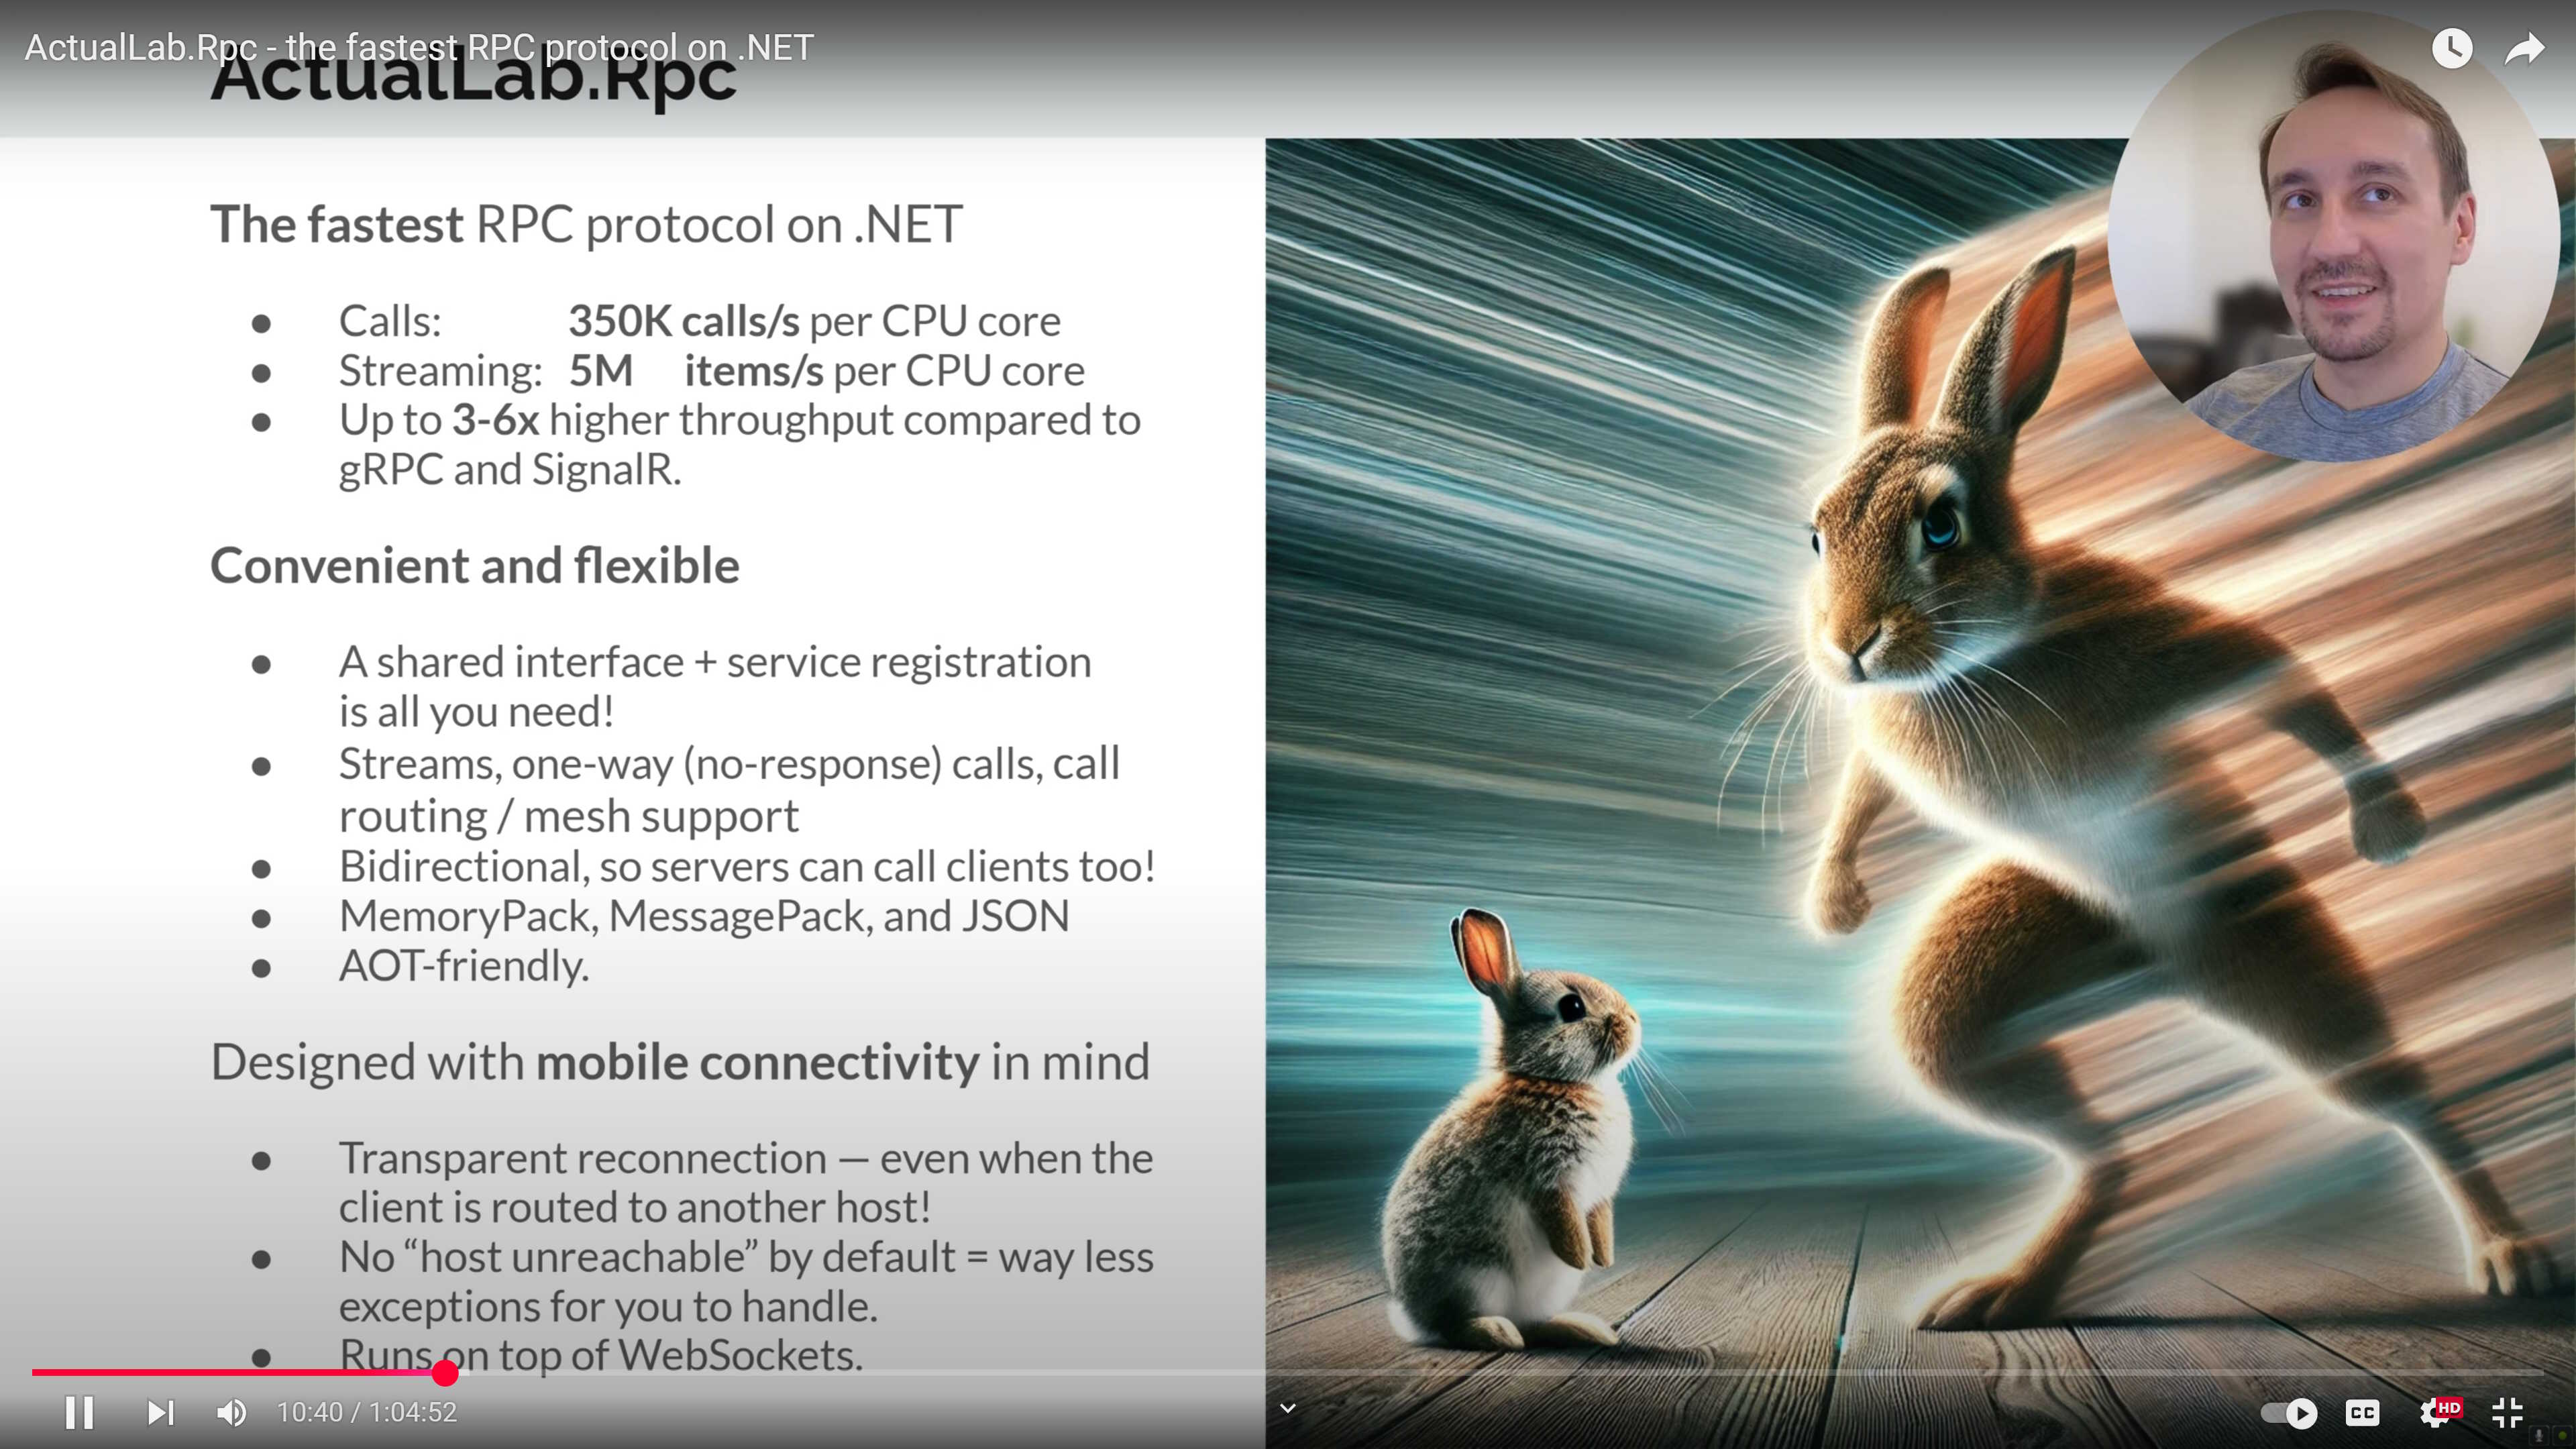 ActualLab.Rpc - the fastest RPC protocol on .NET
ActualLab.Rpc
The fastest RPC protocol on .NET
● Calls: 350K calls/s per CPU core
● Streaming: 5M items/s per CPU core
● Up to 3-6x higher throughput compared to
gRPC and SignalR.
Convenient and flexible
● A shared interface + service registration
is all you need!
● Streams, one-way (no-response) calls, call
routing / mesh support
● Bidirectional, so servers can call clients too!
● MemoryPack, MessagePack, and JSON
● AOT-friendly.
Designed with mobile connectivity in mind
● Transparent reconnection — even when the
client is routed to another host!
● No “host unreachable” by default = way less
exceptions for you to handle.
● Runs on top of WebSockets.
10:40 / 1:04:52
CC
HD